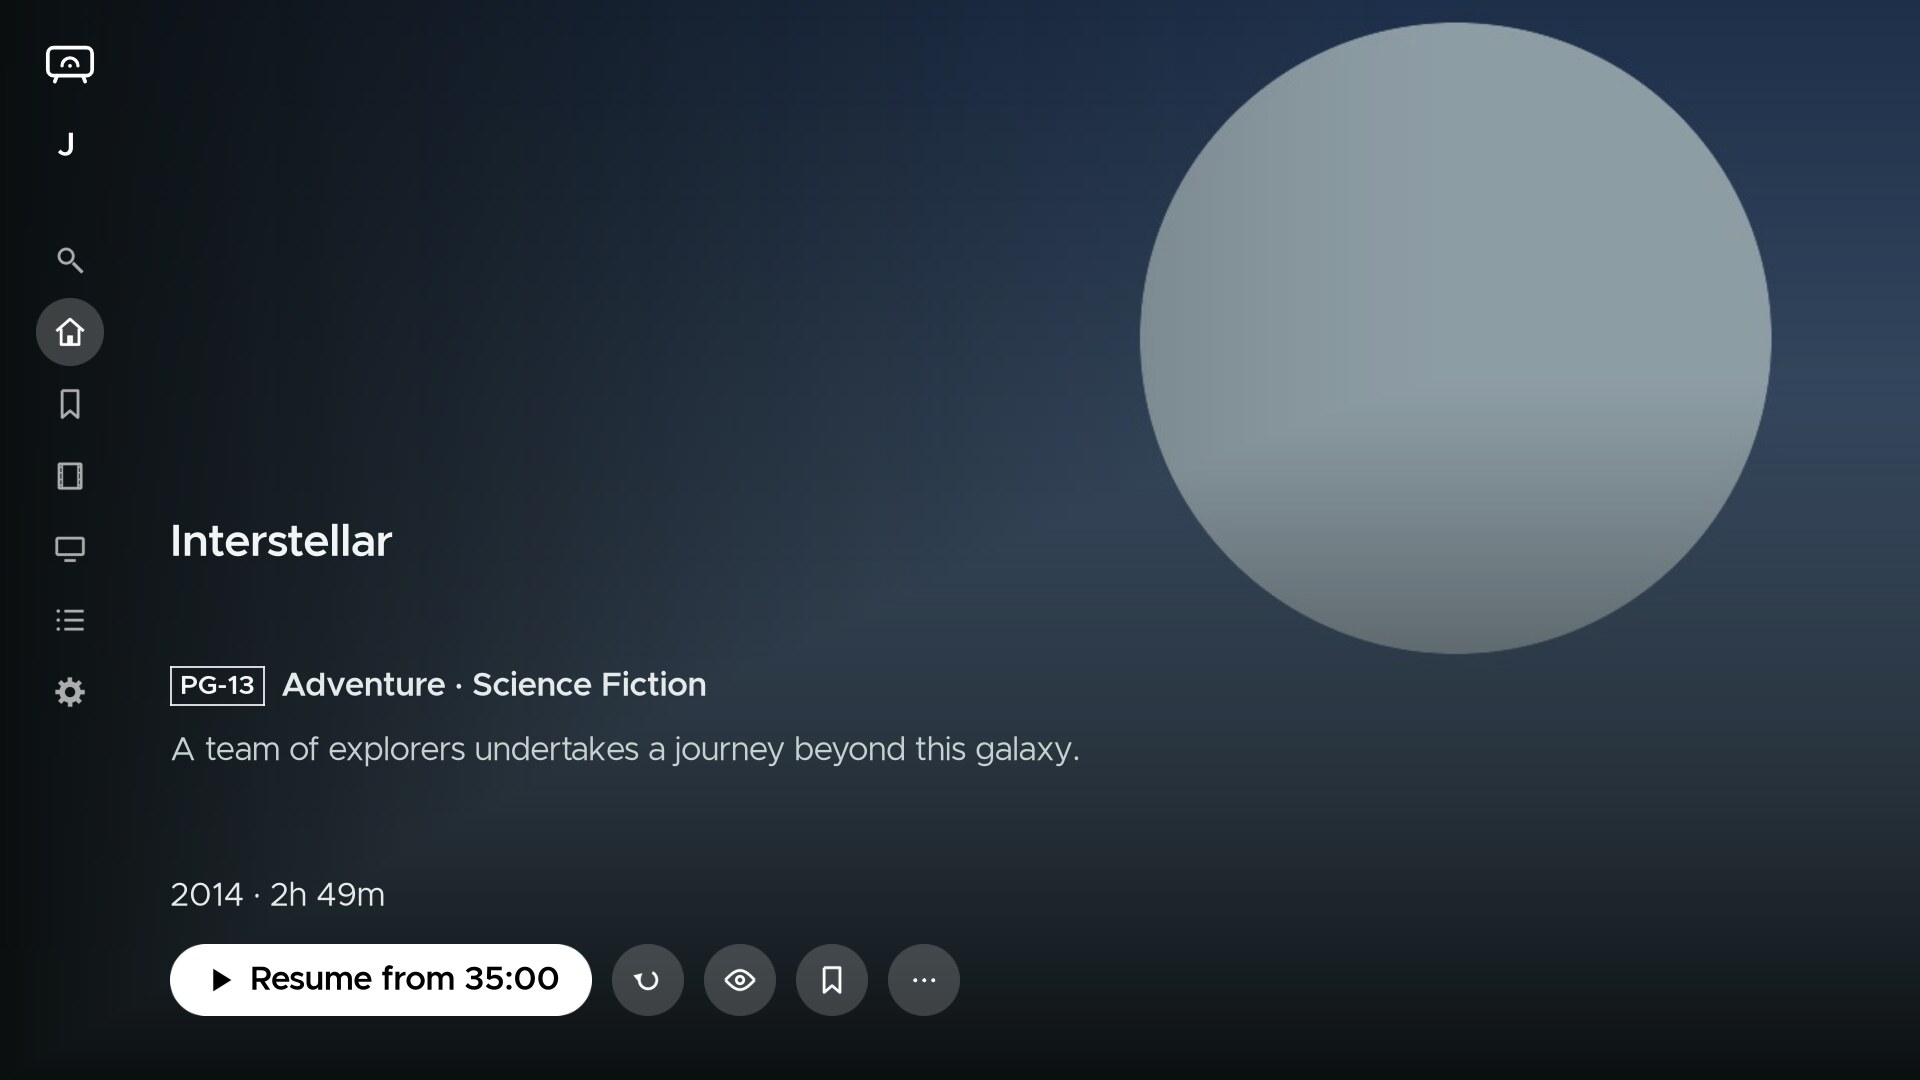 J
Interstellar
PG-13 Adventure · Science Fiction
A team of explorers undertakes a journey beyond this galaxy.
2014 · 2h 49m
Resume from 35:00